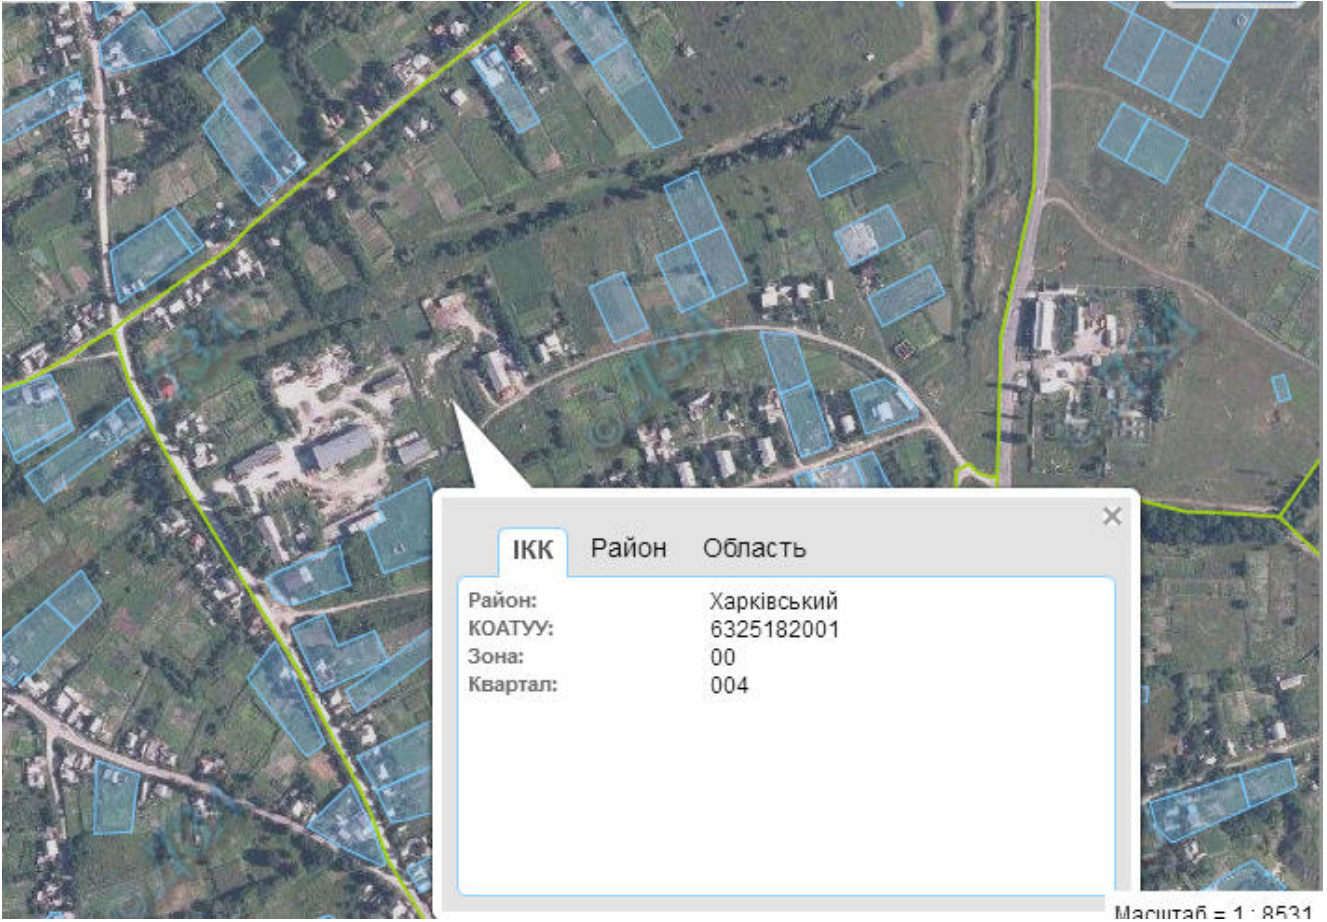 ІКК Район Область
Район: Харківський
КОАТУУ: 6325182001
Зона: 00
Квартал: 004
Масштаб = 1 : 8531